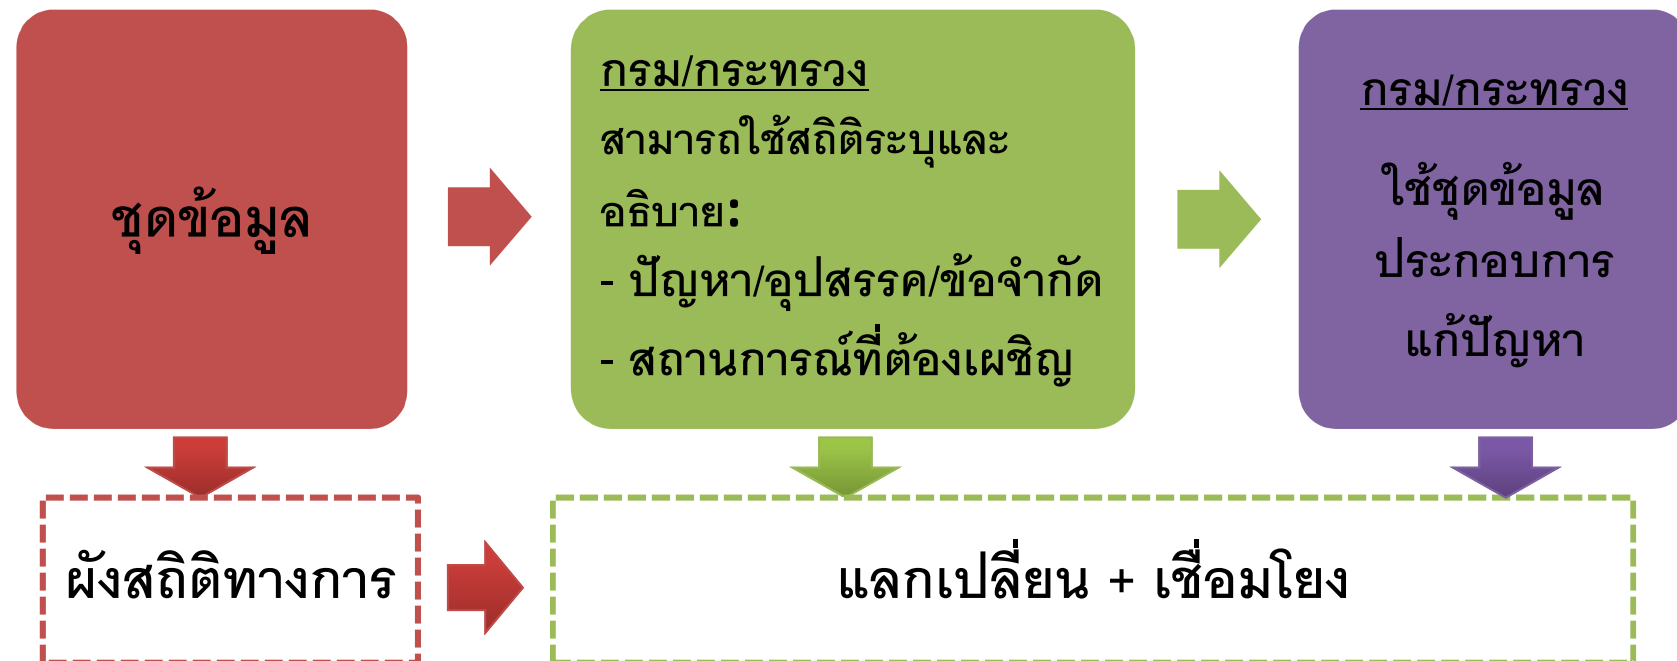 ชุดข้อมูล
กรม/กระทรวง
สามารถใช้สถิติระบุและ
อธิบาย:
- ปัญหา/อุปสรรค/ข้อจำกัด
- สถานการณ์ที่ต้องเผชิญ
กรม/กระทรวง
ใช้ชุดข้อมูล
ประกอบการ
แก้ปัญหา
ผังสถิติทางการ
แลกเปลี่ยน + เชื่อมโยง